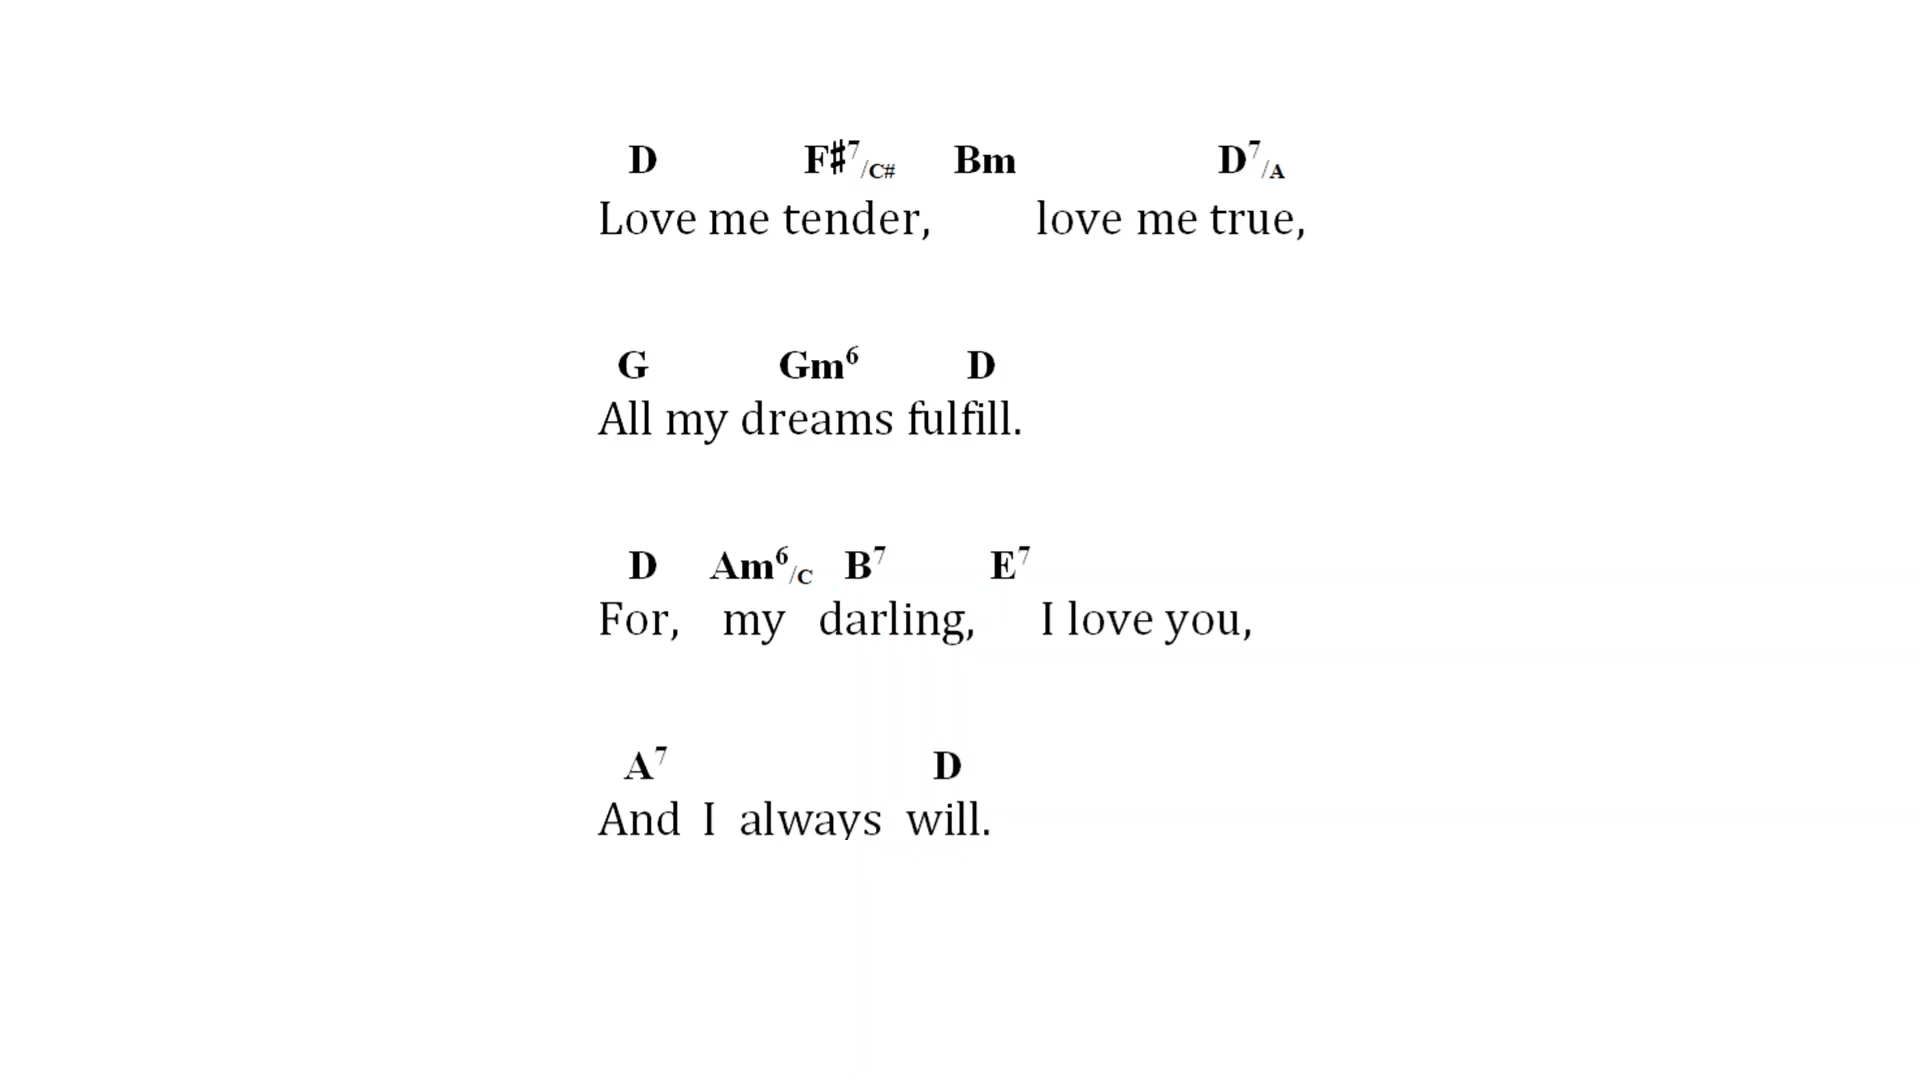 D F♯7/C# Bm D7/A
Love me tender, love me true,
G Gm6 D
All my dreams fulfill.
D Am6/C B7 E7
For, my darling, I love you,
A7 D
And I always will.